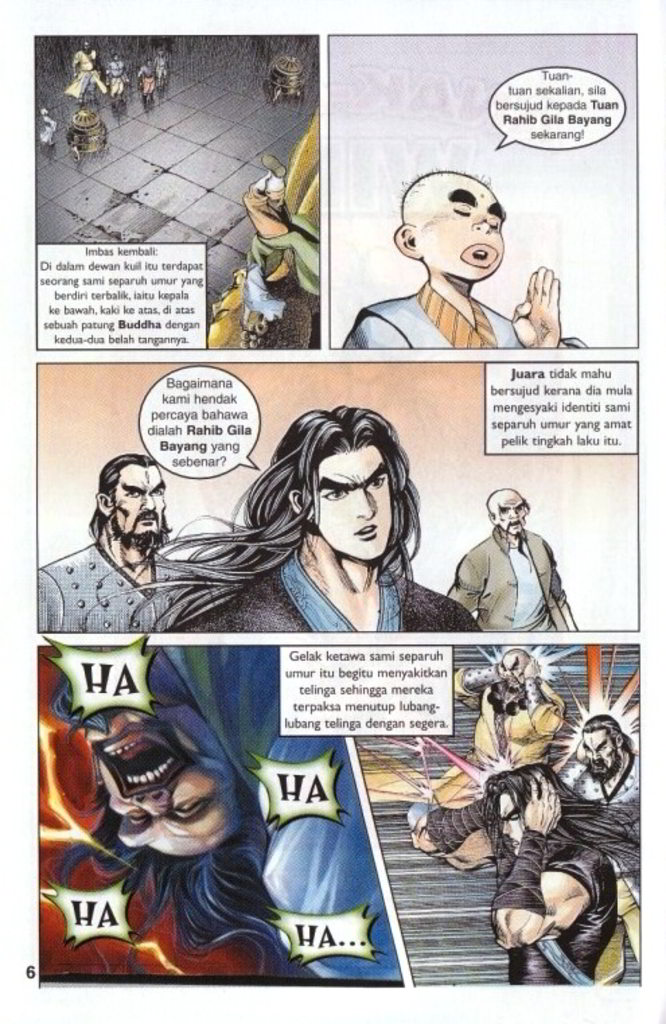 Imbas kembali:
Di dalam dewan kuil itu terdapat
seorang sami separuh umur yang
berdiri terbalik, iaitu kepala
ke bawah, kaki ke atas, di atas
sebuah patung Buddha dengan
kedua-dua belah tangannya.
Tuan-
tuan sekalian, sila
bersujud kepada Tuan
Rahib Gila Bayang
sekarang!
Bagaimana
kami hendak
percaya bahawa
dialah Rahib Gila
Bayang yang
sebenar?
Juara tidak mahu
bersujud kerana dia mula
mengesyaki identiti sami
separuh umur yang amat
pelik tingkah laku itu.
HA
HA
HA
HA...
Gelak ketawa sami separuh
umur itu begitu menyakitkan
telinga sehingga mereka
terpaksa menutup lubang-
lubang telinga dengan segera.
6